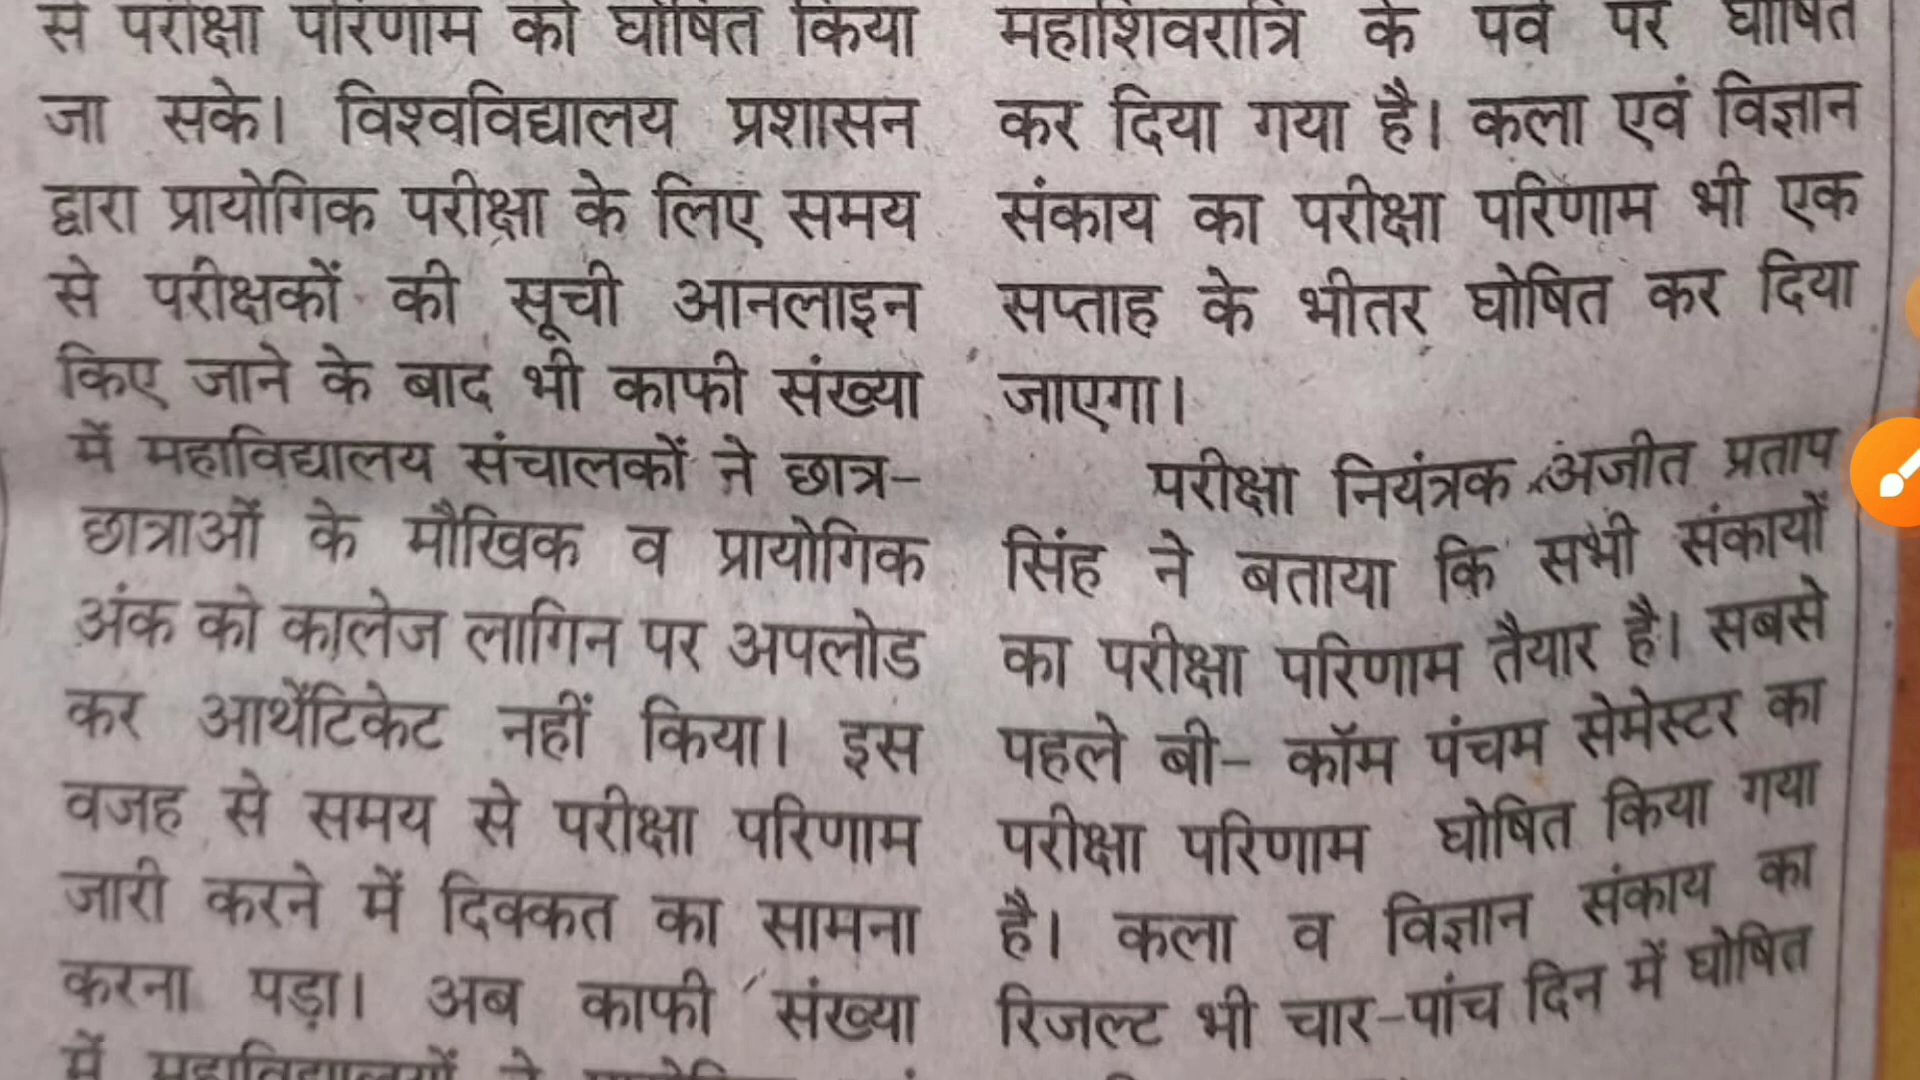 से परीक्षा परिणाम को घोषित किया
जा सके। विश्वविद्यालय प्रशासन
द्वारा प्रायोगिक परीक्षा के लिए समय
से परीक्षकों की सूची आनलाइन
किए जाने के बाद भी काफी संख्या
में महाविद्यालय संचालकों ने छात्र-
छात्राओं के मौखिक व प्रायोगिक
अंक को कालेज लागिन पर अपलोड
कर आथेंटिकेट नहीं किया। इस
वजह से समय से परीक्षा परिणाम
जारी करने में दिक्कत का सामना
करना पड़ा। अब काफी संख्या
में महाविद्यालयों ने
महाशिवरात्रि के पर्व पर घोषित
कर दिया गया है। कला एवं विज्ञान
संकाय का परीक्षा परिणाम भी एक
सप्ताह के भीतर घोषित कर दिया
जाएगा।
परीक्षा नियंत्रक अजीत प्रताप
सिंह ने बताया कि सभी संकायों
का परीक्षा परिणाम तैयार है। सबसे
पहले बी- कॉम पंचम सेमेस्टर का
परीक्षा परिणाम घोषित किया गया
है। कला व विज्ञान संकाय का
रिजल्ट भी चार-पांच दिन में घोषित